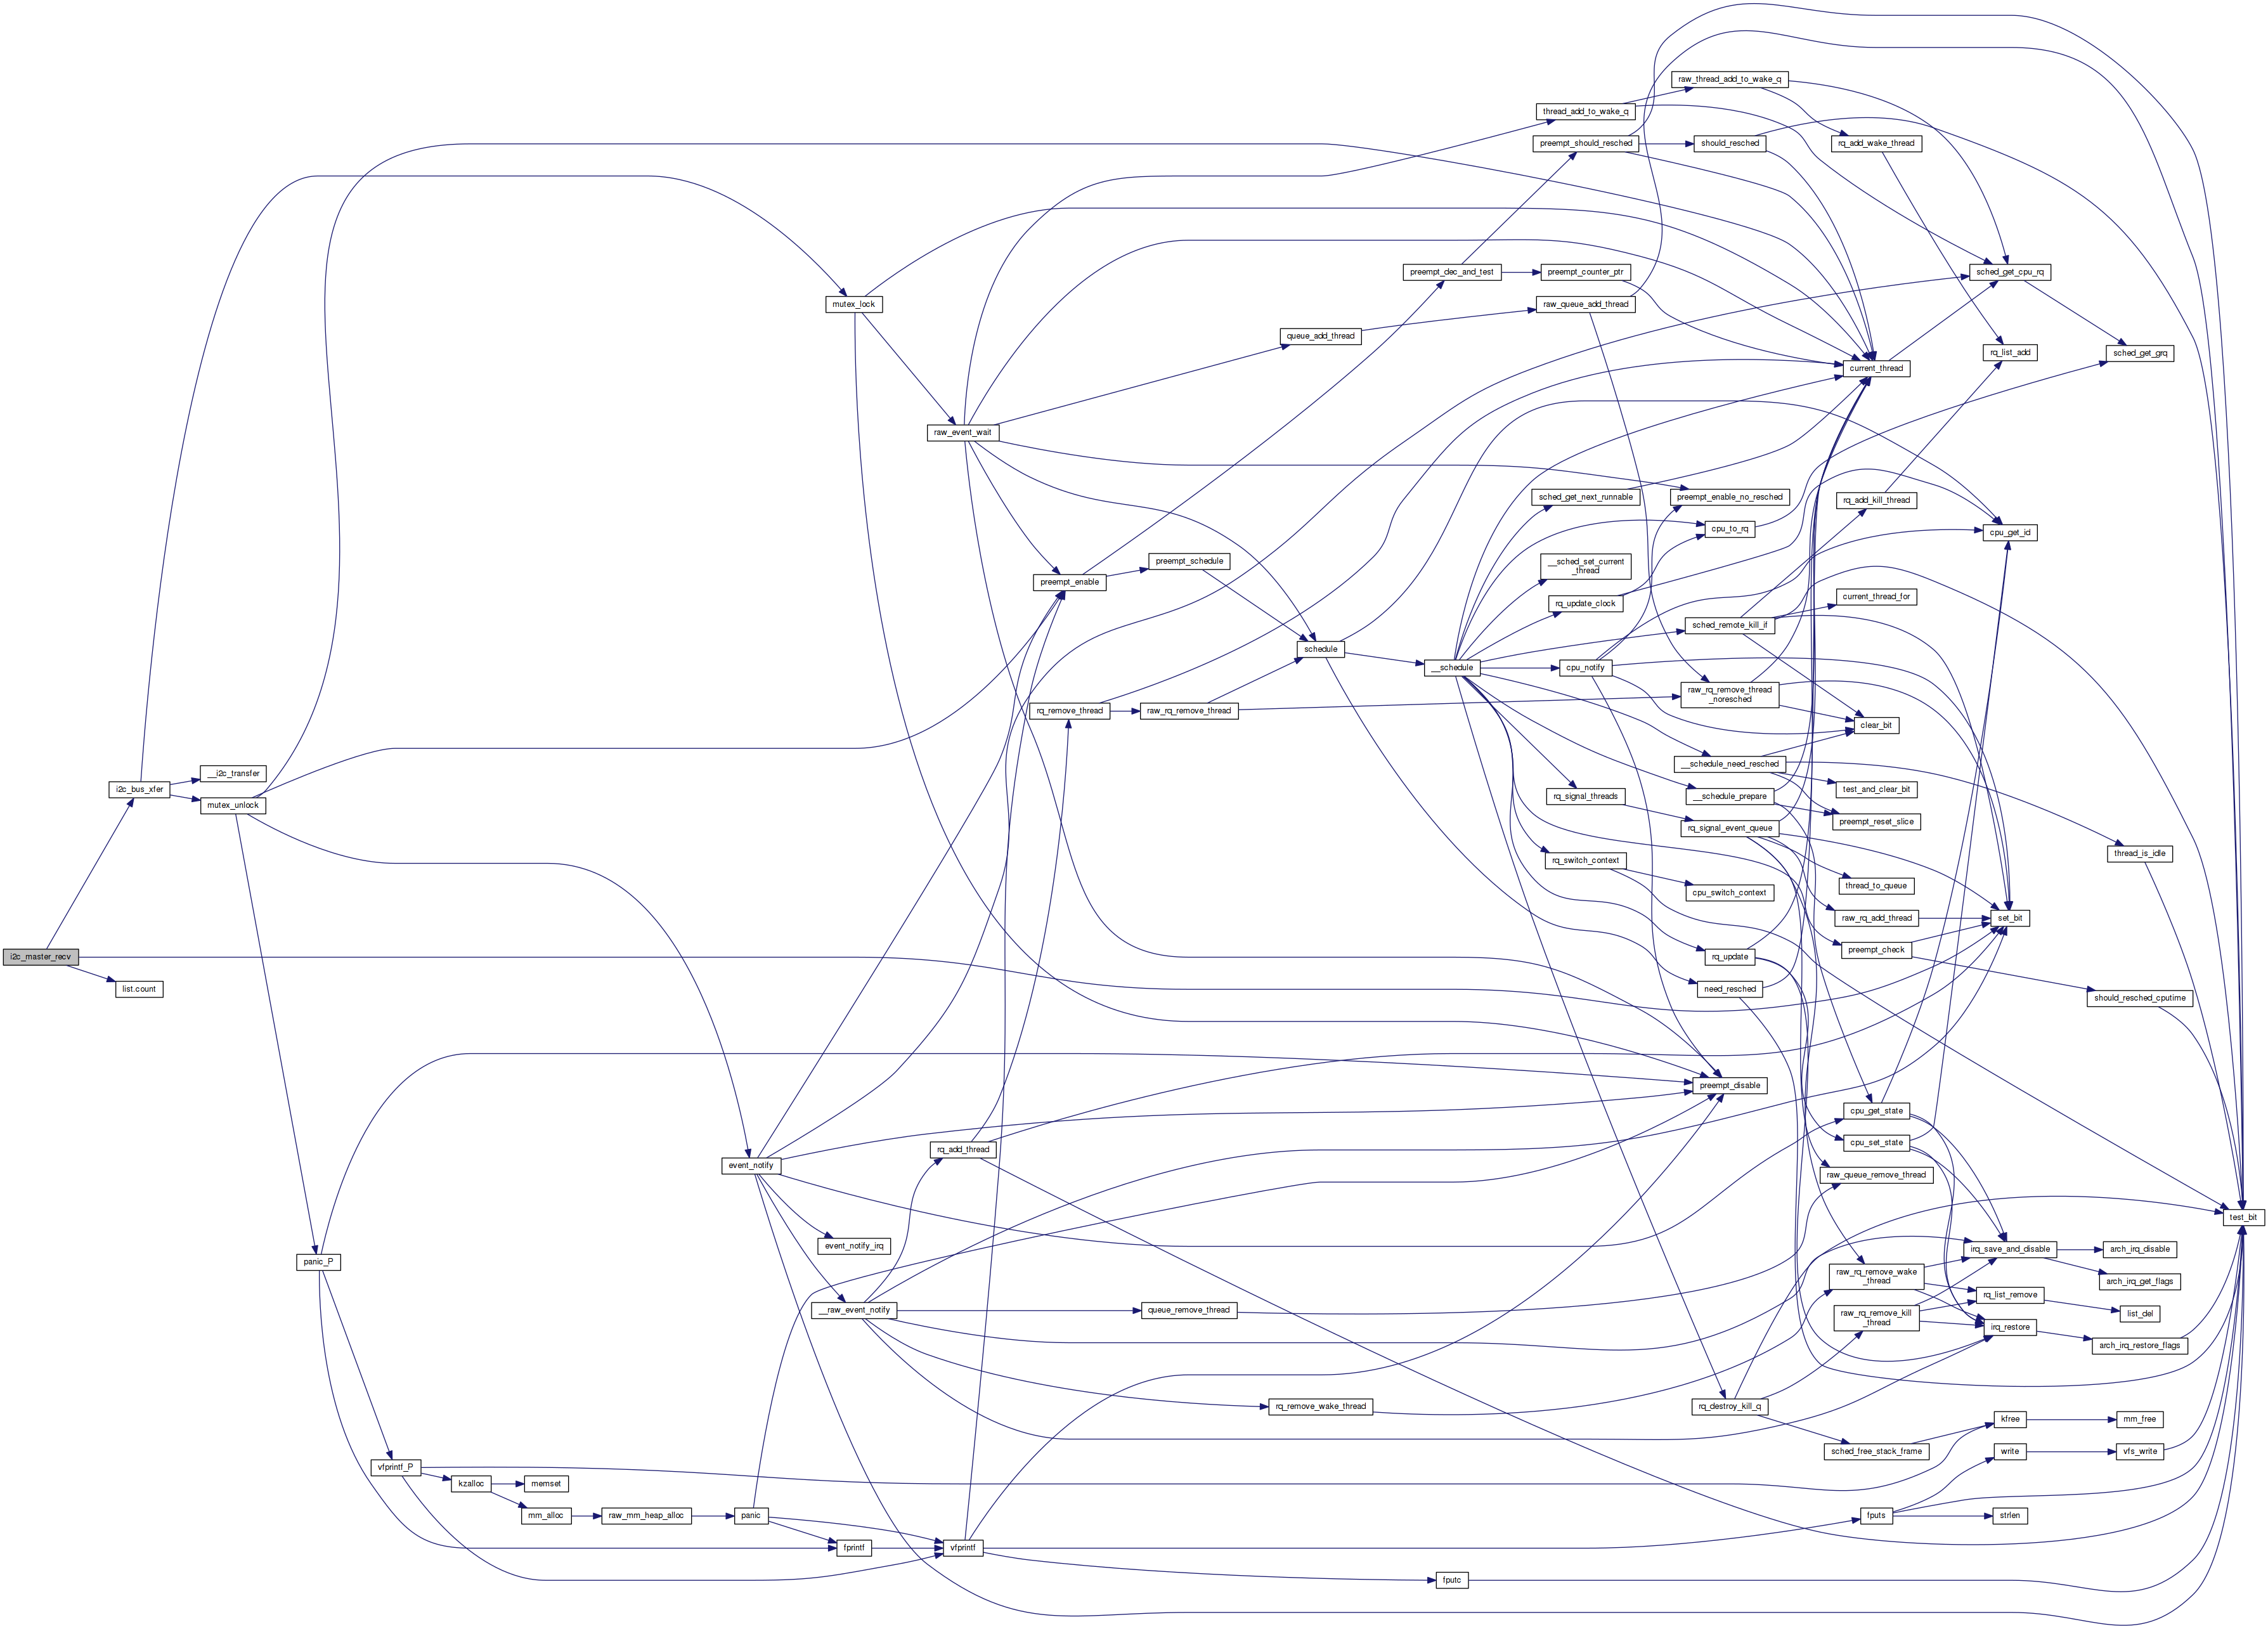 raw_thread_add_to_wake_q
thread_add_to_wake_q
preempt_should_resched
should_resched
rq_add_wake_thread
preempt_dec_and_test
preempt_counter_ptr
sched_get_cpu_rq
mutex_lock
raw_queue_add_thread
queue_add_thread
rq_list_add
sched_get_grq
current_thread
raw_event_wait
sched_get_next_runnable
preempt_enable_no_resched
rq_add_kill_thread
cpu_to_rq
cpu_get_id
preempt_schedule
__sched_set_current
_thread
preempt_enable
rq_update_clock
current_thread_for
sched_remote_kill_if
schedule
__schedule
cpu_notify
raw_rq_remove_thread
_noresched
rq_remove_thread
raw_rq_remove_thread
clear_bit
__schedule_need_resched
__i2c_transfer
i2c_bus_xfer
test_and_clear_bit
rq_signal_threads
__schedule_prepare
mutex_unlock
preempt_reset_slice
rq_signal_event_queue
thread_is_idle
rq_switch_context
cpu_switch_context
thread_to_queue
raw_rq_add_thread
set_bit
preempt_check
i2c_master_recv
rq_update
list.count
need_resched
should_resched_cputime
preempt_disable
cpu_get_state
rq_add_thread
cpu_set_state
event_notify
raw_queue_remove_thread
test_bit
event_notify_irq
irq_save_and_disable
arch_irq_disable
panic_P
raw_rq_remove_wake
_thread
arch_irq_get_flags
rq_list_remove
__raw_event_notify
queue_remove_thread
raw_rq_remove_kill
_thread
list_del
irq_restore
arch_irq_restore_flags
rq_remove_wake_thread
rq_destroy_kill_q
kfree
mm_free
sched_free_stack_frame
write
vfs_write
vfprintf_P
kzalloc
memset
mm_alloc
raw_mm_heap_alloc
panic
fputs
strlen
fprintf
vfprintf
fputc